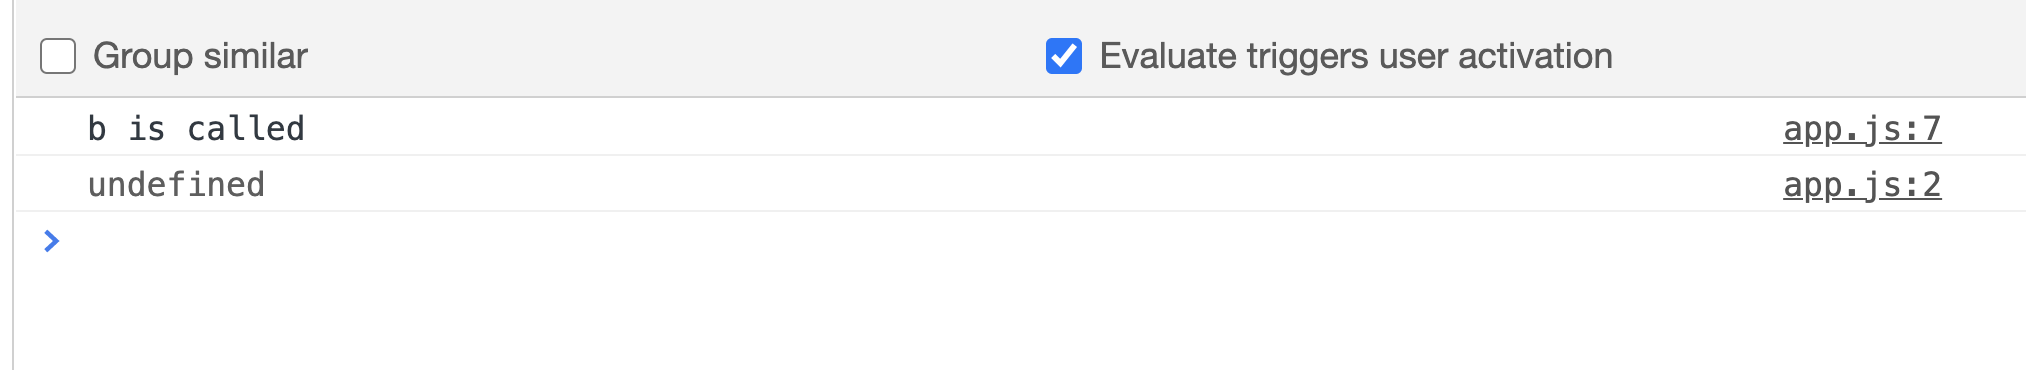 Group similar
Evaluate triggers user activation
b is called app.js:7
undefined app.js:2